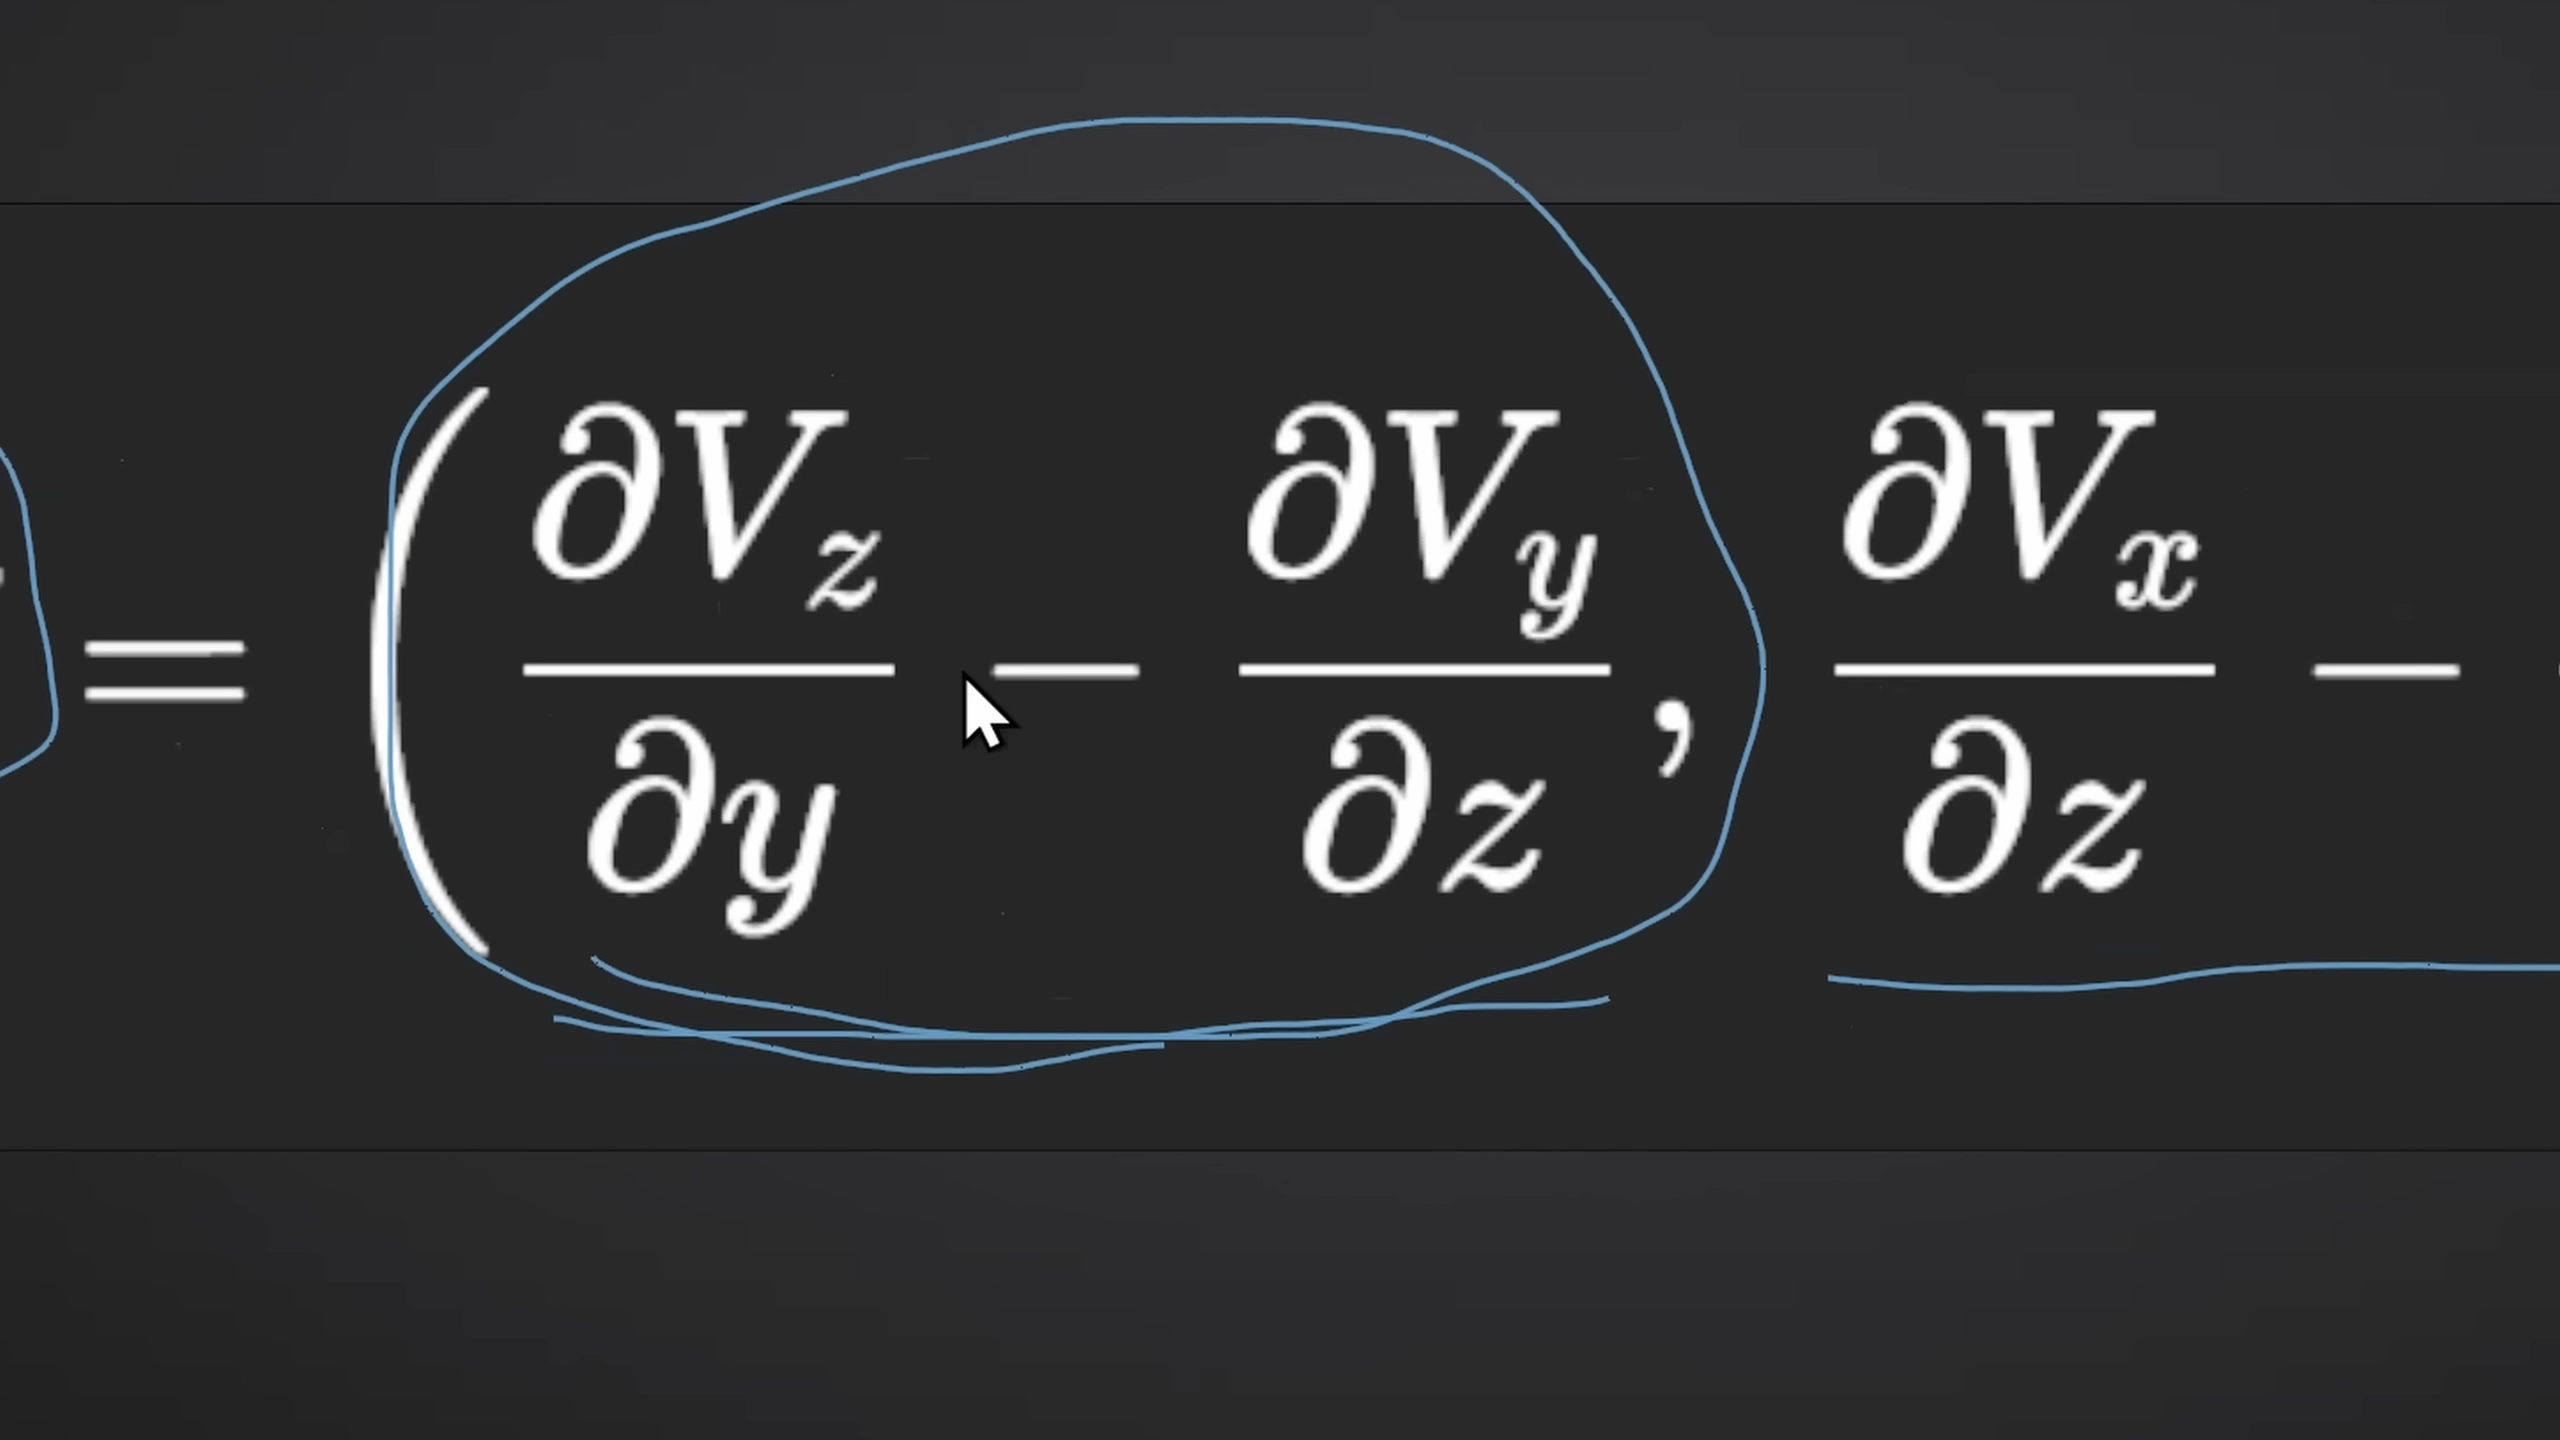 = ( ∂V_z/∂y − ∂V_y/∂z , ∂V_x/∂z −